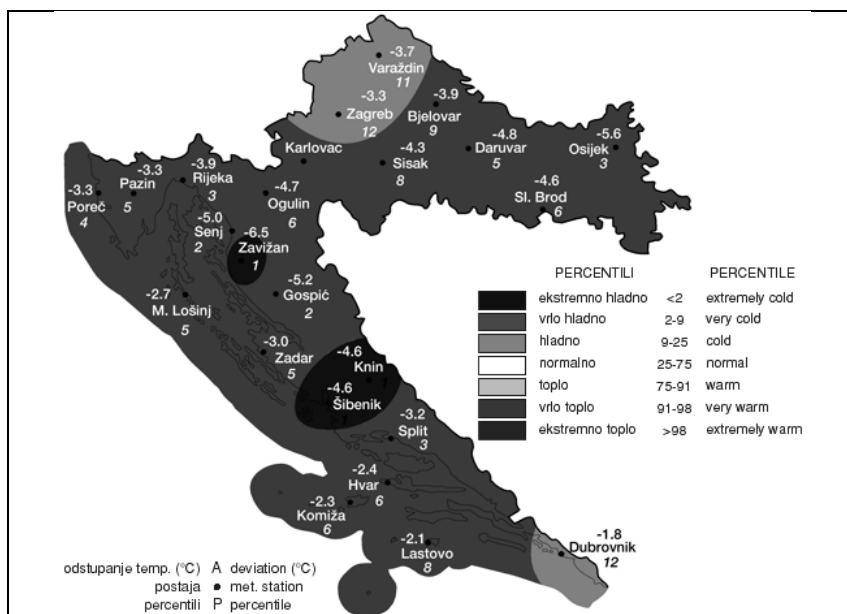 -3.7
Varaždin
11
-3.3
Zagreb
12
-3.9
Bjelovar
9
-4.8
Daruvar
5
-5.6
Osijek
3
Karlovac
-4.3
Sisak
8
-4.6
Sl. Brod
6
-3.3
Poreč
4
-3.3
Pazin
5
-3.9
Rijeka
3
-4.7
Ogulin
6
-5.0
Senj
2
-6.5
Zavižan
1
-5.2
Gospić
2
-2.7
M. Lošinj
5
-3.0
Zadar
5
-4.6
Knin
1
-4.6
Šibenik
1
-3.2
Split
3
-2.4
Hvar
6
-2.3
Komiža
6
-2.1
Lastovo
8
-1.8
Dubrovnik
12
PERCENTILI PERCENTILE
ekstremno hladno <2 extremely cold
vrlo hladno 2-9 very cold
hladno 9-25 cold
normalno 25-75 normal
toplo 75-91 warm
vrlo toplo 91-98 very warm
ekstremno toplo >98 extremely warm
odstupanje temp. (°C) A deviation (°C)
postaja • met. station
percentili P percentile